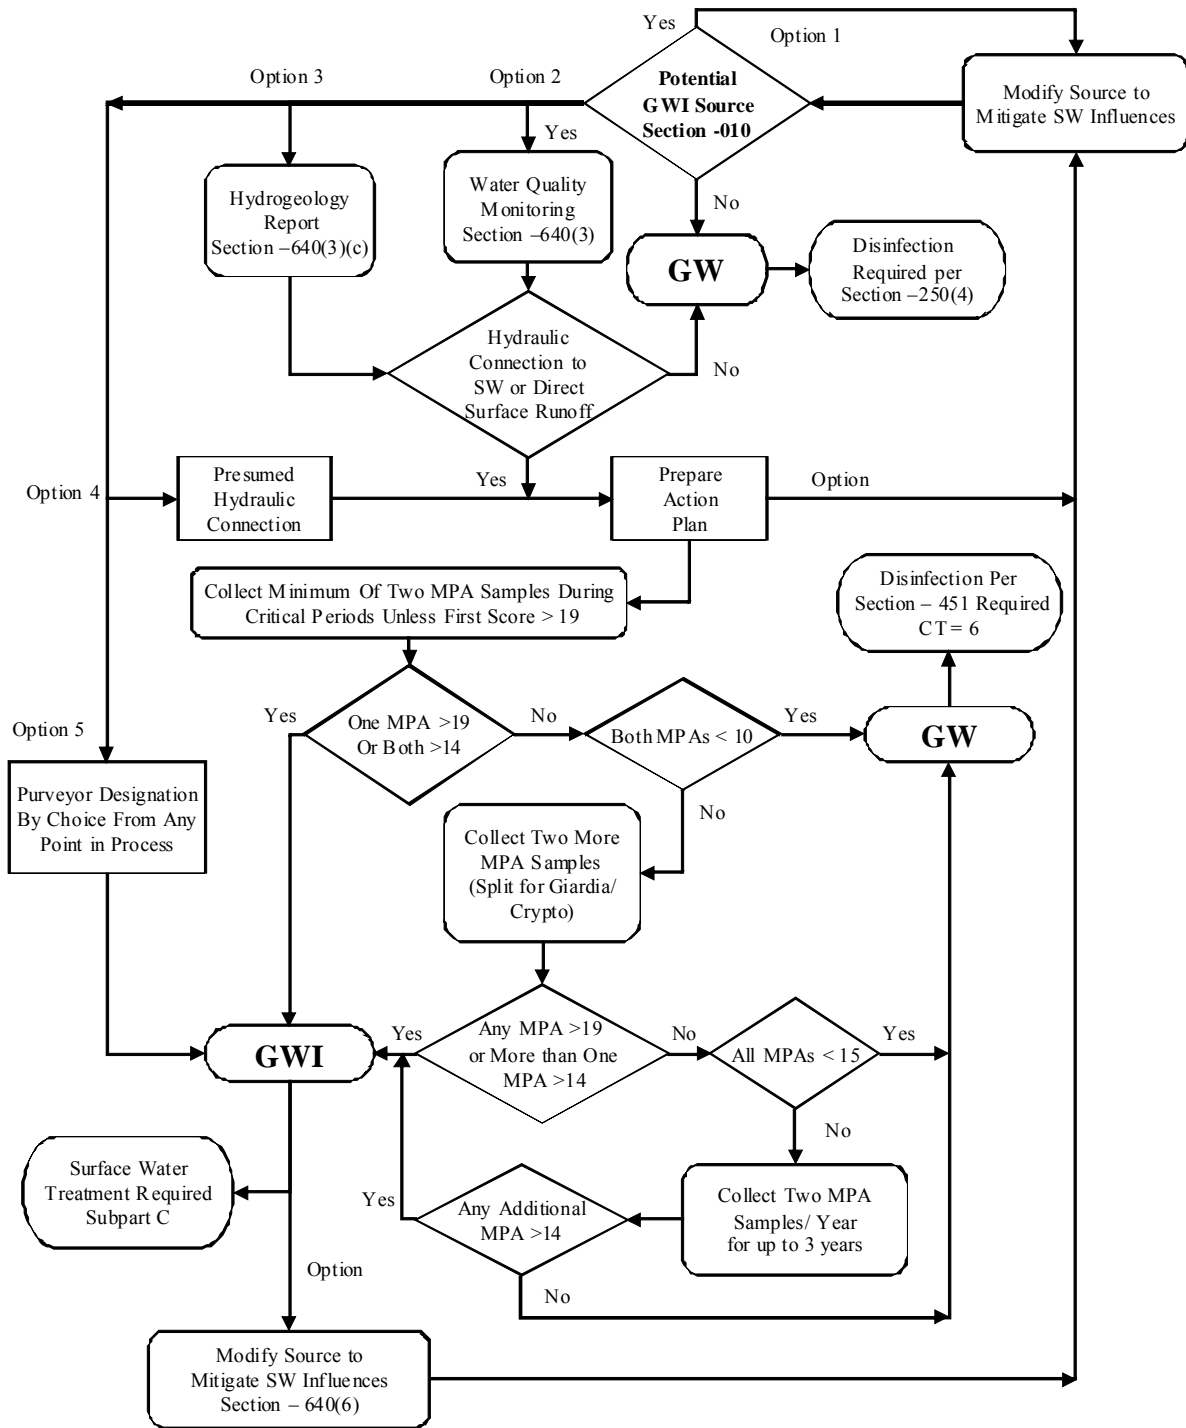 Yes
Option 1
Option 3
Option 2
Potential
GWI Source
Section -010
Modify Source to
Mitigate SW Influences
Yes
Hydrogeology
Report
Section –640(3)(c)
Water Quality
Monitoring
Section –640(3)
No
GW
Disinfection
Required per
Section –250(4)
Hydraulic
Connection to
SW or Direct
Surface Runoff
No
Option 4
Presumed
Hydraulic
Connection
Yes
Prepare
Action
Plan
Option
Collect Minimum Of Two MPA Samples During
Critical Periods Unless First Score > 19
Disinfection Per
Section – 451 Required
CT = 6
Option 5
Yes
One MPA >19
Or Both >14
No
Both MPAs < 10
Yes
GW
Purveyor Designation
By Choice From Any
Point in Process
No
Collect Two More
MPA Samples
(Split for Giardia/
Crypto)
GWI
Yes
Any MPA >19
or More than One
MPA >14
No
All MPAs < 15
Yes
No
Surface Water
Treatment Required
Subpart C
Yes
Any Additional
MPA >14
Collect Two MPA
Samples/ Year
for up to 3 years
Option
No
Modify Source to
Mitigate SW Influences
Section – 640(6)